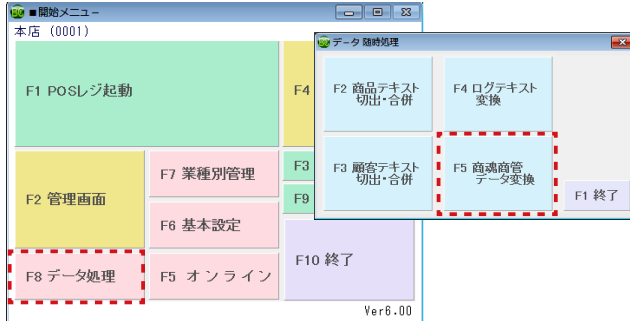 ■開始メニュー
本店 (0001)
F1 POSレジ起動
F4
F2 管理画面
F7 業種別管理
F3
F9
F6 基本設定
F8 データ処理
F5 オンライン
F10 終了
Ver6.00
データ 随時処理
F2 商品テキスト
切出・合併
F4 ログテキスト
変換
F3 顧客テキスト
切出・合併
F5 商魂商管
データ変換
F1 終了